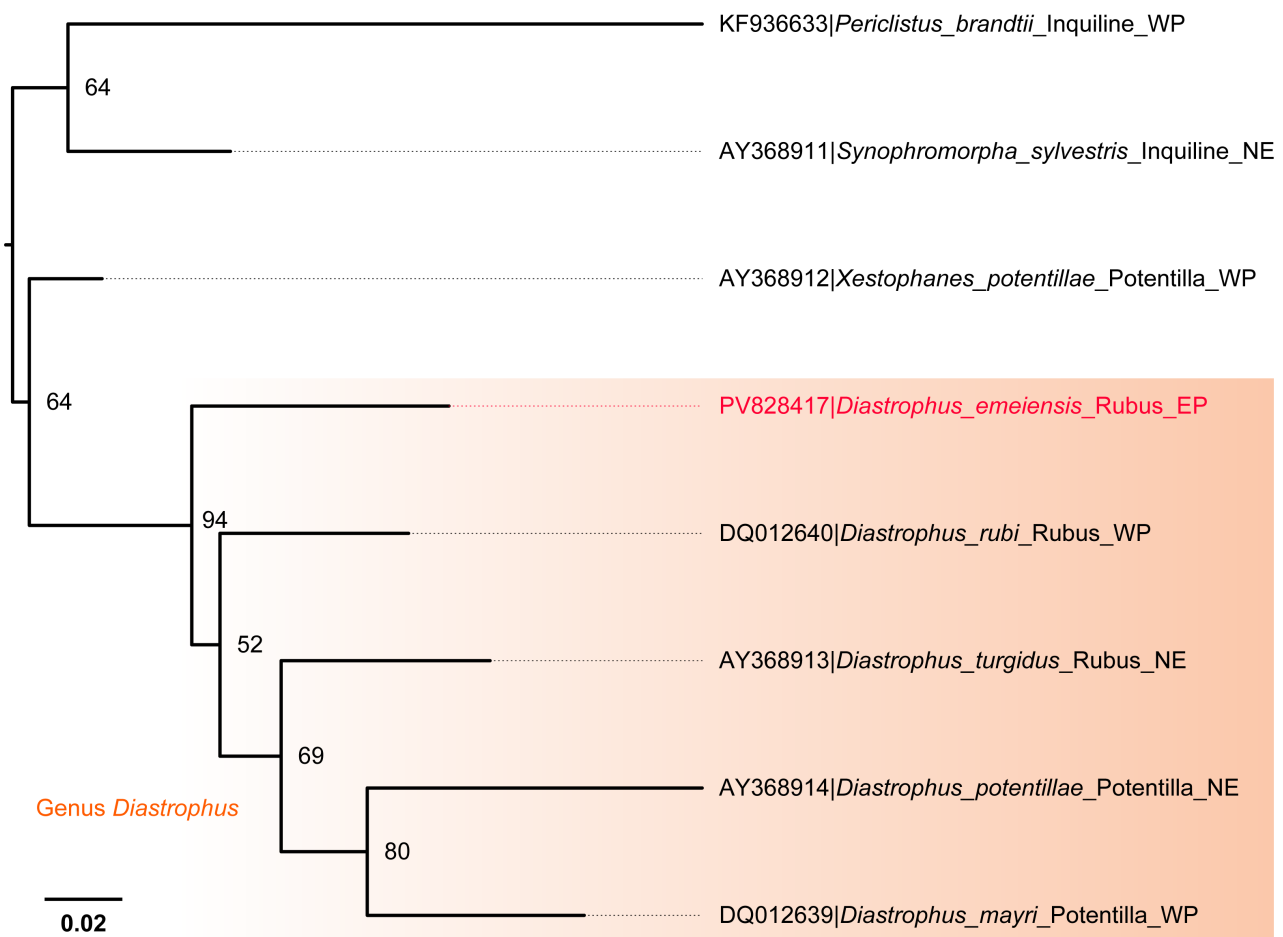 KF936633|Periclistus_brandtii_Inquiline_WP
64
AY368911|Synophromorpha_sylvestris_Inquiline_NE
AY368912|Xestophanes_potentillae_Potentilla_WP
64
PV828417|Diastrophus_emeiensis_Rubus_EP
94
DQ012640|Diastrophus_rubi_Rubus_WP
52
AY368913|Diastrophus_turgidus_Rubus_NE
69
AY368914|Diastrophus_potentillae_Potentilla_NE
Genus Diastrophus
80
DQ012639|Diastrophus_mayri_Potentilla_WP
0.02